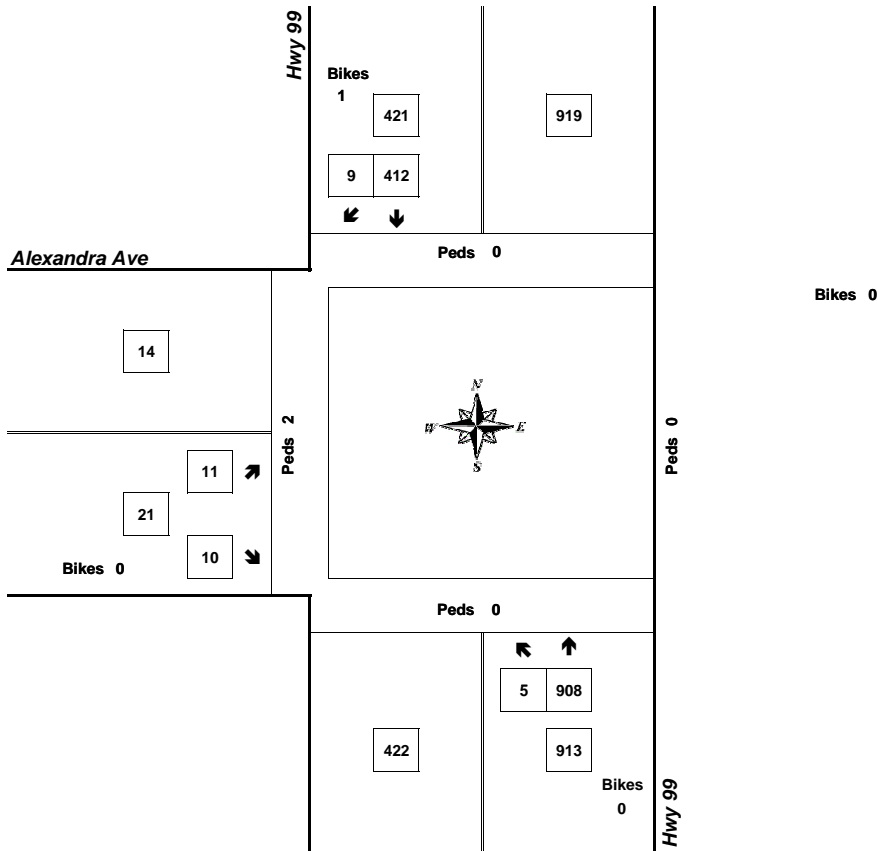 Hwy 99
Bikes
1
421
919
9 412
Peds 0
Alexandra Ave
Bikes 0
14
N
W E
S
Peds 2
Peds 0
11
21
10
Bikes 0
Peds 0
5 908
422
913
Bikes
0
Hwy 99